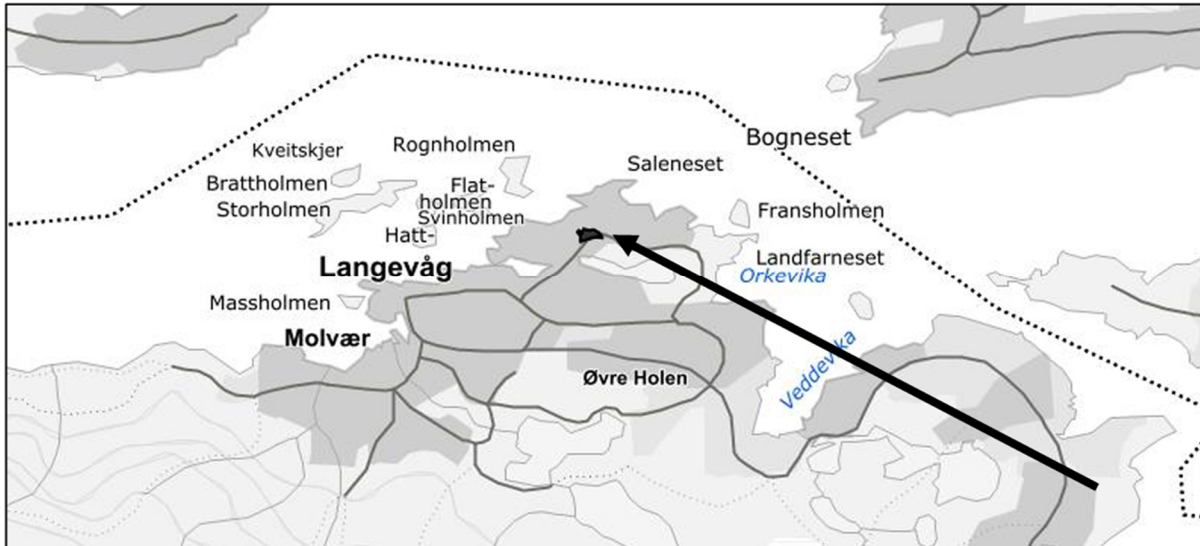 Bogneset
Kveitskjer
Rognholmen
Saleneset
Brattholmen
Flat-
holmen
Storholmen
Svinholmen
Fransholmen
Hatt-
Langevåg
Landfarneset
Orkevika
Massholmen
Molvær
Veddevika
Øvre Holen